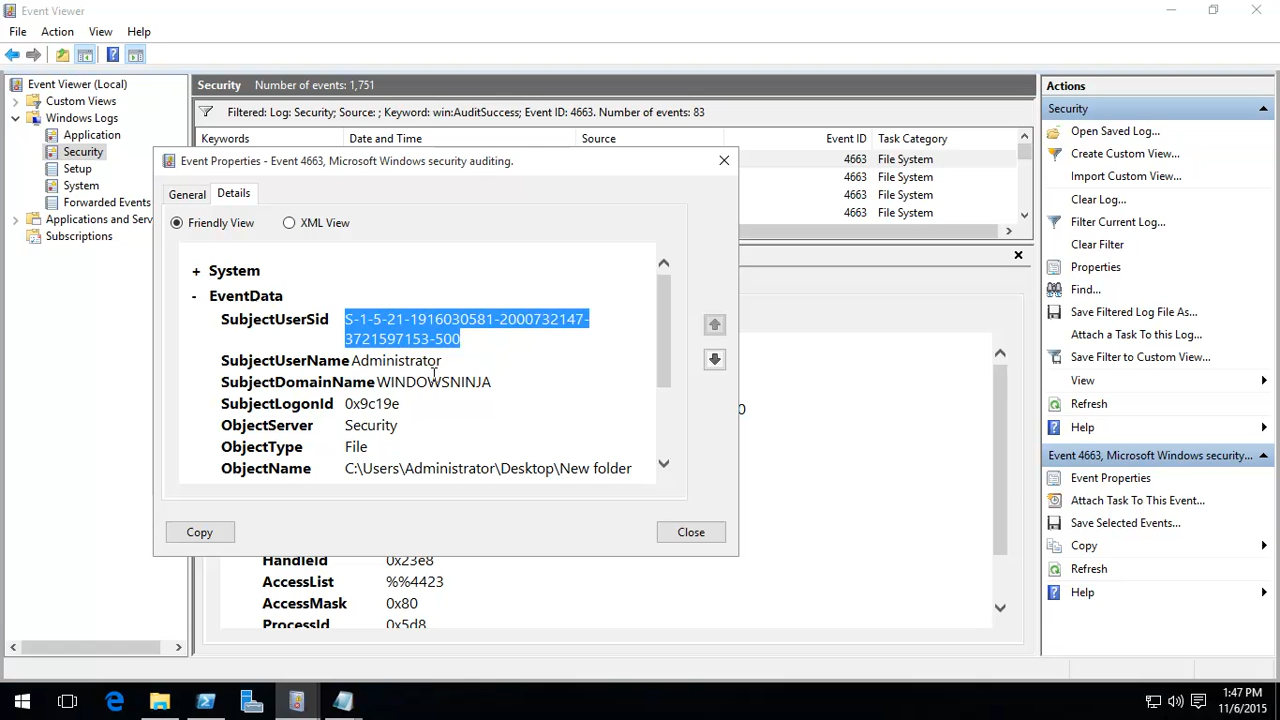 Event Viewer
File Action View Help
Event Viewer (Local)
Custom Views
Windows Logs
Application
Security
Setup
System
Forwarded Events
Applications and Serv
Subscriptions
Security Number of events: 1,751
Filtered: Log: Security; Source: ; Keyword: win:AuditSuccess; Event ID: 4663. Number of events: 83
Keywords Date and Time Source Event ID Task Category
4663 File System
4663 File System
4663 File System
4663 File System
Event Properties - Event 4663, Microsoft Windows security auditing.
General Details
Friendly View XML View
+ System
- EventData
SubjectUserSid S-1-5-21-1916030581-2000732147-
3721597153-500
SubjectUserName Administrator
SubjectDomainName WINDOWSNINJA
SubjectLogonId 0x9c19e
ObjectServer Security
ObjectType File
ObjectName C:\Users\Administrator\Desktop\New folder
Copy Close
0
HandleId 0x23e8
AccessList %%4423
AccessMask 0x80
ProcessId 0x5d8
Actions
Security
Open Saved Log...
Create Custom View...
Import Custom View...
Clear Log...
Filter Current Log...
Clear Filter
Properties
Find...
Save Filtered Log File As...
Attach a Task To this Log...
Save Filter to Custom View...
View
Refresh
Help
Event 4663, Microsoft Windows security...
Event Properties
Attach Task To This Event...
Save Selected Events...
Copy
Refresh
Help
1:47 PM
11/6/2015